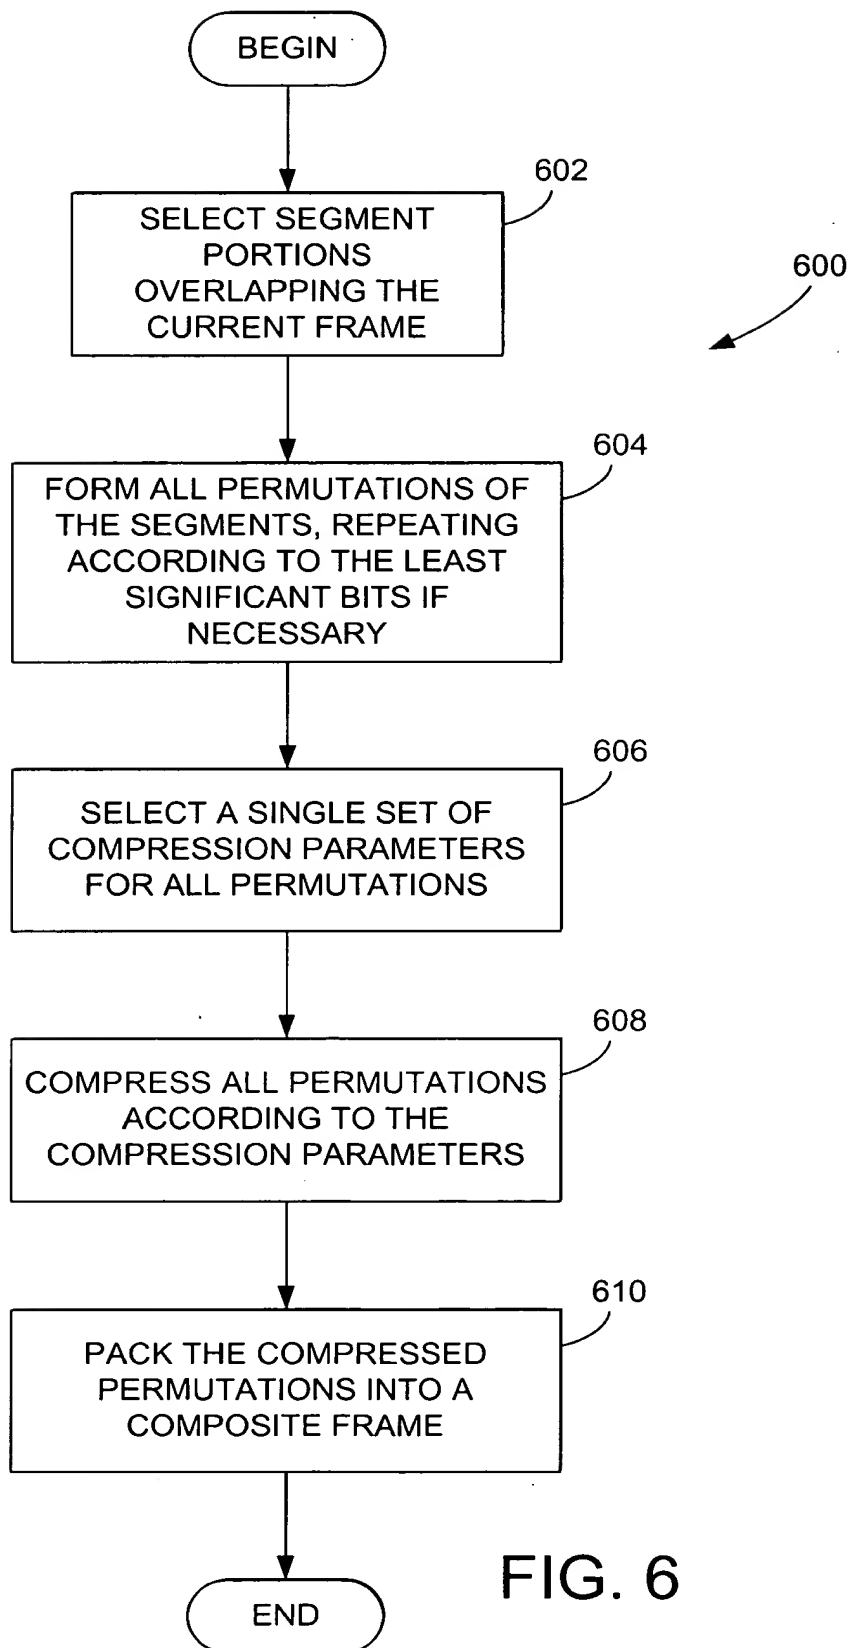 BEGIN
602
SELECT SEGMENT
PORTIONS
OVERLAPPING THE
CURRENT FRAME
600
604
FORM ALL PERMUTATIONS OF
THE SEGMENTS, REPEATING
ACCORDING TO THE LEAST
SIGNIFICANT BITS IF
NECESSARY
606
SELECT A SINGLE SET OF
COMPRESSION PARAMETERS
FOR ALL PERMUTATIONS
608
COMPRESS ALL PERMUTATIONS
ACCORDING TO THE
COMPRESSION PARAMETERS
610
PACK THE COMPRESSED
PERMUTATIONS INTO A
COMPOSITE FRAME
FIG. 6
END